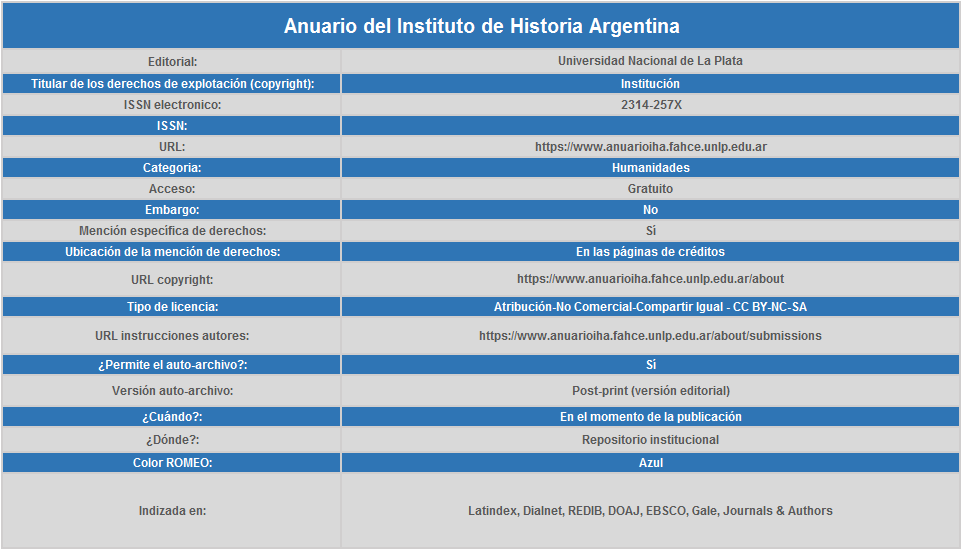 Anuario del Instituto de Historia Argentina
Editorial: Universidad Nacional de La Plata
Titular de los derechos de explotación (copyright): Institución
ISSN electronico: 2314-257X
ISSN:
URL: https://www.anuarioiha.fahce.unlp.edu.ar
Categoria: Humanidades
Acceso: Gratuito
Embargo: No
Mención específica de derechos: Sí
Ubicación de la mención de derechos: En las páginas de créditos
URL copyright: https://www.anuarioiha.fahce.unlp.edu.ar/about
Tipo de licencia: Atribución-No Comercial-Compartir Igual - CC BY-NC-SA
URL instrucciones autores: https://www.anuarioiha.fahce.unlp.edu.ar/about/submissions
¿Permite el auto-archivo?: Sí
Versión auto-archivo: Post-print (versión editorial)
¿Cuándo?: En el momento de la publicación
¿Dónde?: Repositorio institucional
Color ROMEO: Azul
Indizada en: Latindex, Dialnet, REDIB, DOAJ, EBSCO, Gale, Journals & Authors